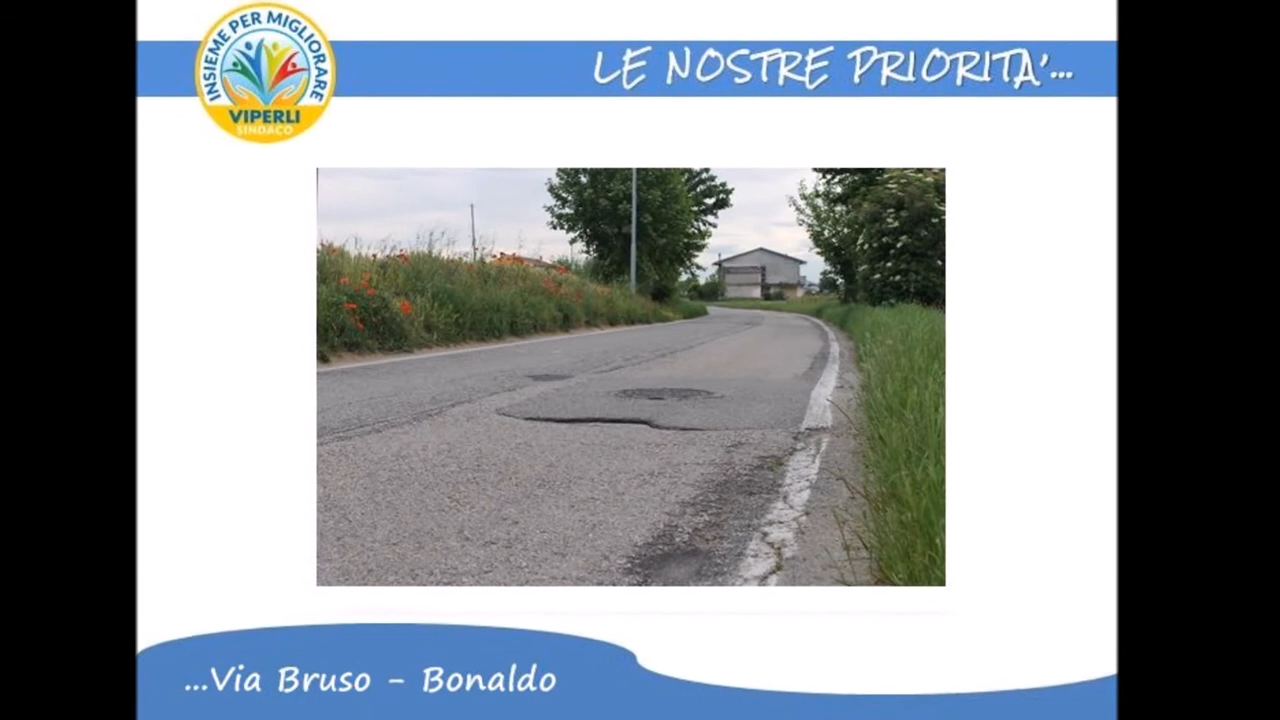 INSIEME PER MIGLIORARE
VIPERLI
SINDACO
LE NOSTRE PRIORITA'...
...Via Bruso - Bonaldo